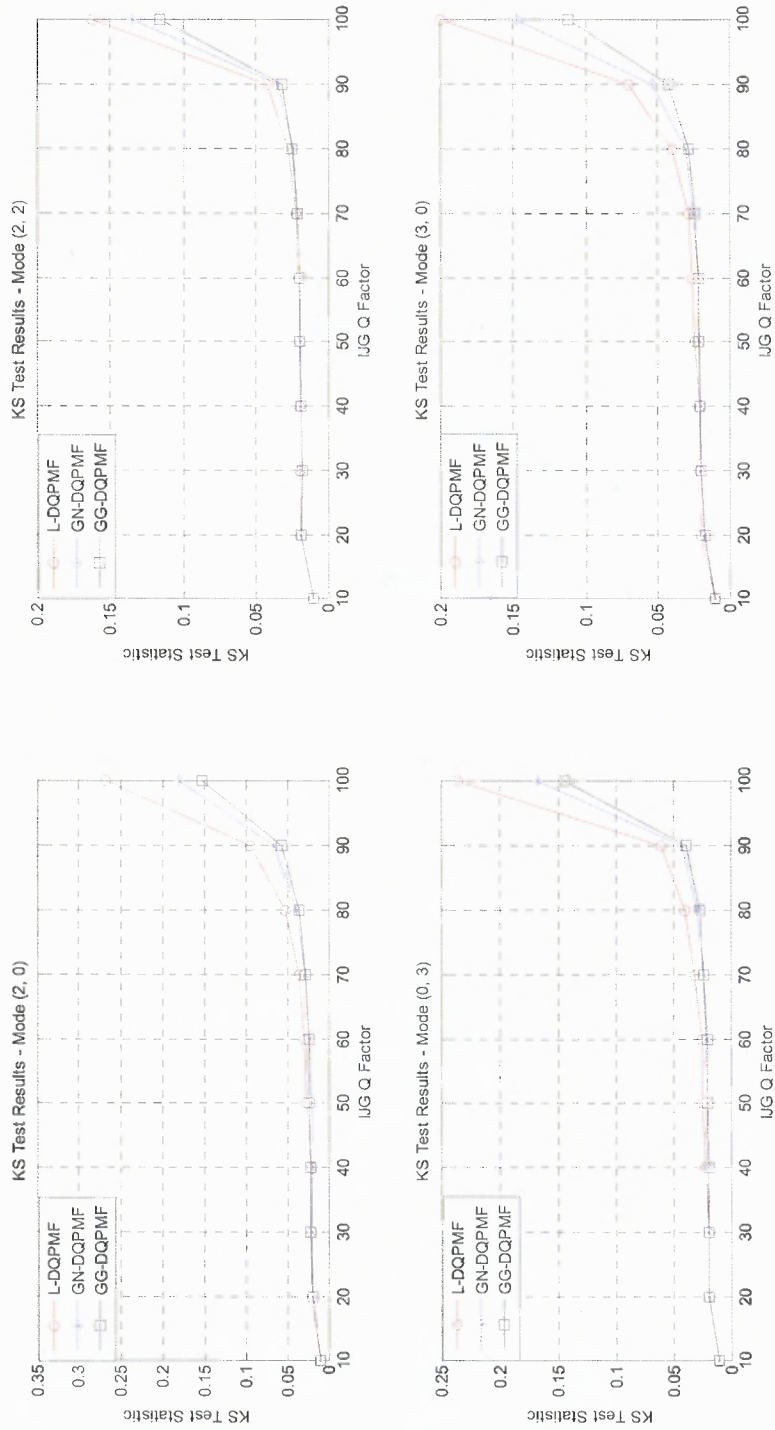 KS Test Results - Mode (2, 0)
0.35
0.3
0.25
0.2
0.15
0.1
0.05
0
KS Test Statistic
L-DQPMF
GN-DQPMF
GG-DQPMF
10 20 30 40 50 60 70 80 90 100
IJG Q Factor
KS Test Results - Mode (2, 2)
0.2
0.15
0.1
0.05
0
KS Test Statistic
L-DQPMF
GN-DQPMF
GG-DQPMF
10 20 30 40 50 60 70 80 90 100
IJG Q Factor
KS Test Results - Mode (0, 3)
0.25
0.2
0.15
0.1
0.05
0
KS Test Statistic
L-DQPMF
GN-DQPMF
GG-DQPMF
10 20 30 40 50 60 70 80 90 100
IJG Q Factor
KS Test Results - Mode (3, 0)
0.2
0.15
0.1
0.05
0
KS Test Statistic
L-DQPMF
GN-DQPMF
GG-DQPMF
10 20 30 40 50 60 70 80 90 100
IJG Q Factor